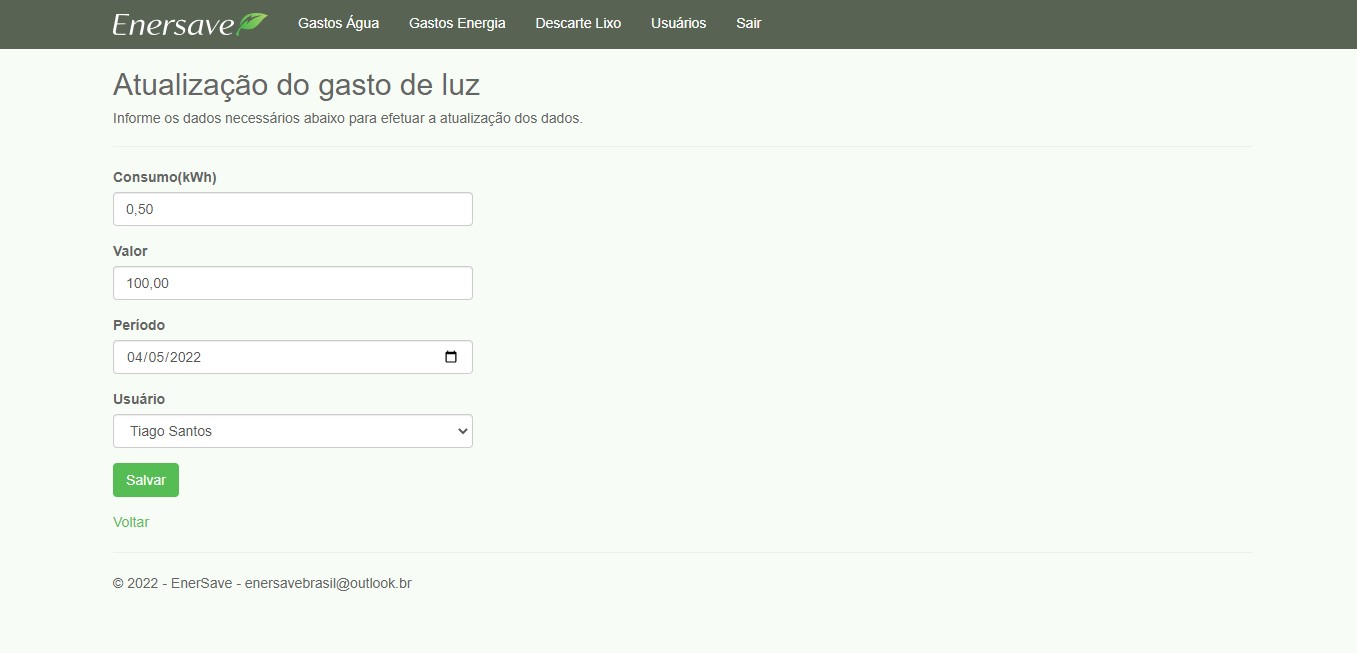 Enersave Gastos Água Gastos Energia Descarte Lixo Usuários Sair
Atualização do gasto de luz
Informe os dados necessários abaixo para efetuar a atualização dos dados.
Consumo(kWh)
0,50
Valor
100,00
Período
04/05/2022
Usuário
Tiago Santos
Salvar
Voltar
© 2022 - EnerSave - enersavebrasil@outlook.br